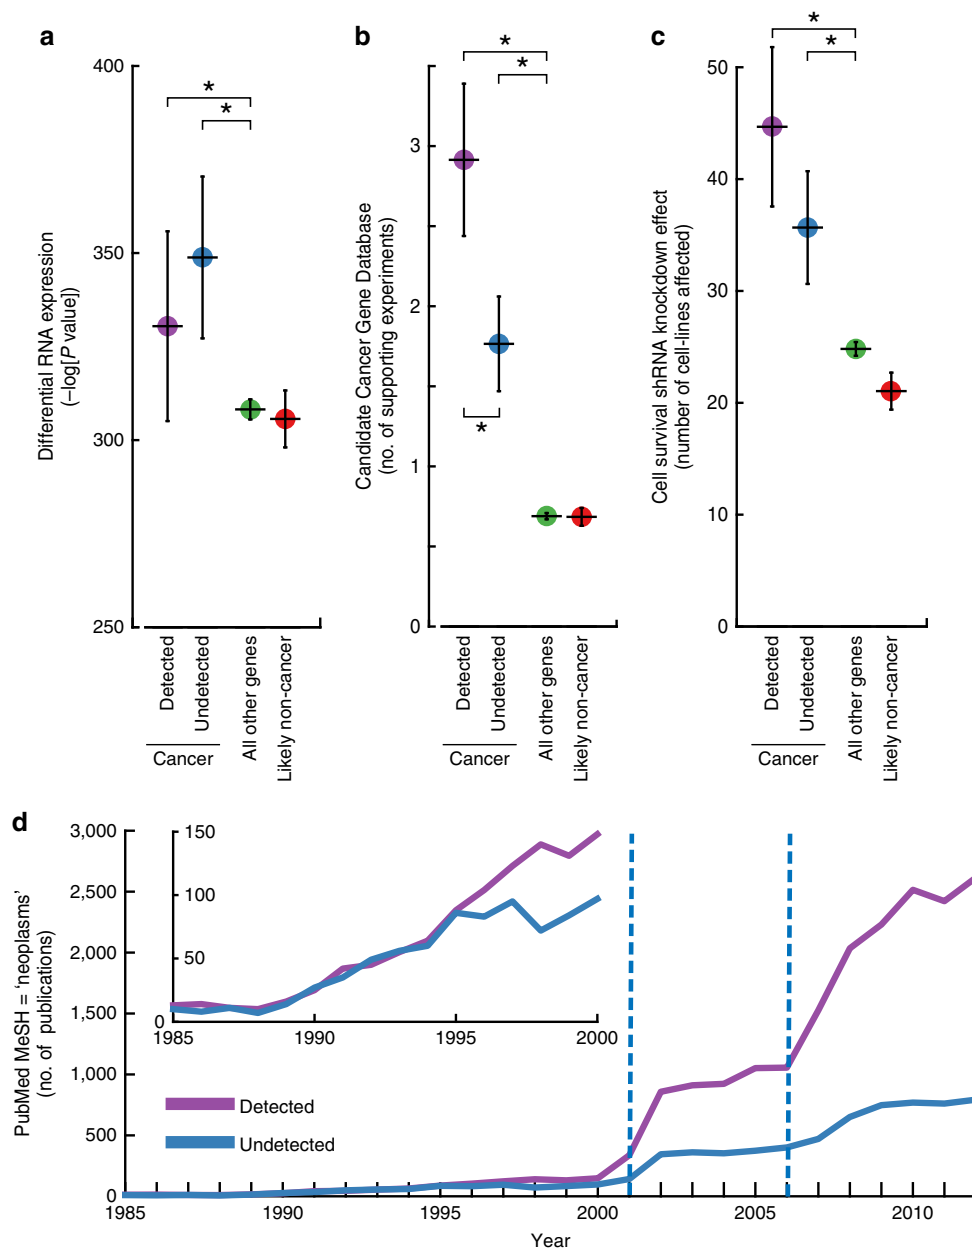 a
400
350
300
250
Differential RNA expression
(–log[P value])
*
*
Detected
Undetected
All other genes
Likely non-cancer
Cancer
b
3
2
1
0
Candidate Cancer Gene Database
(no. of supporting experiments)
*
*
*
Detected
Undetected
All other genes
Likely non-cancer
Cancer
c
50
40
30
20
10
0
Cell survival shRNA knockdown effect
(number of cell-lines affected)
*
*
Detected
Undetected
All other genes
Likely non-cancer
Cancer
d
3,000
2,500
2,000
1,500
1,000
500
0
PubMed MeSH = ‘neoplasms’
(no. of publications)
150
100
50
0
1985 1990 1995 2000
Detected
Undetected
1985 1990 1995 2000 2005 2010
Year